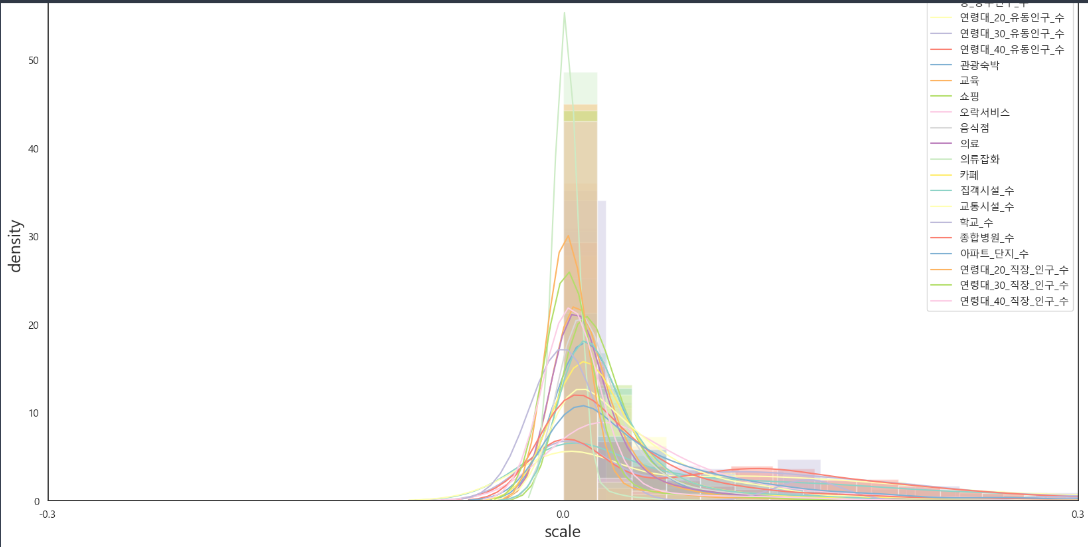 연령대_20_유동인구_수
연령대_30_유동인구_수
연령대_40_유동인구_수
관광숙박
교육
쇼핑
오락서비스
음식점
의료
의류잡화
카페
집객시설_수
교통시설_수
학교_수
종합병원_수
아파트_단지_수
연령대_20_직장_인구_수
연령대_30_직장_인구_수
연령대_40_직장_인구_수
50
40
30
20
10
0
density
-0.3
0.0
0.3
scale